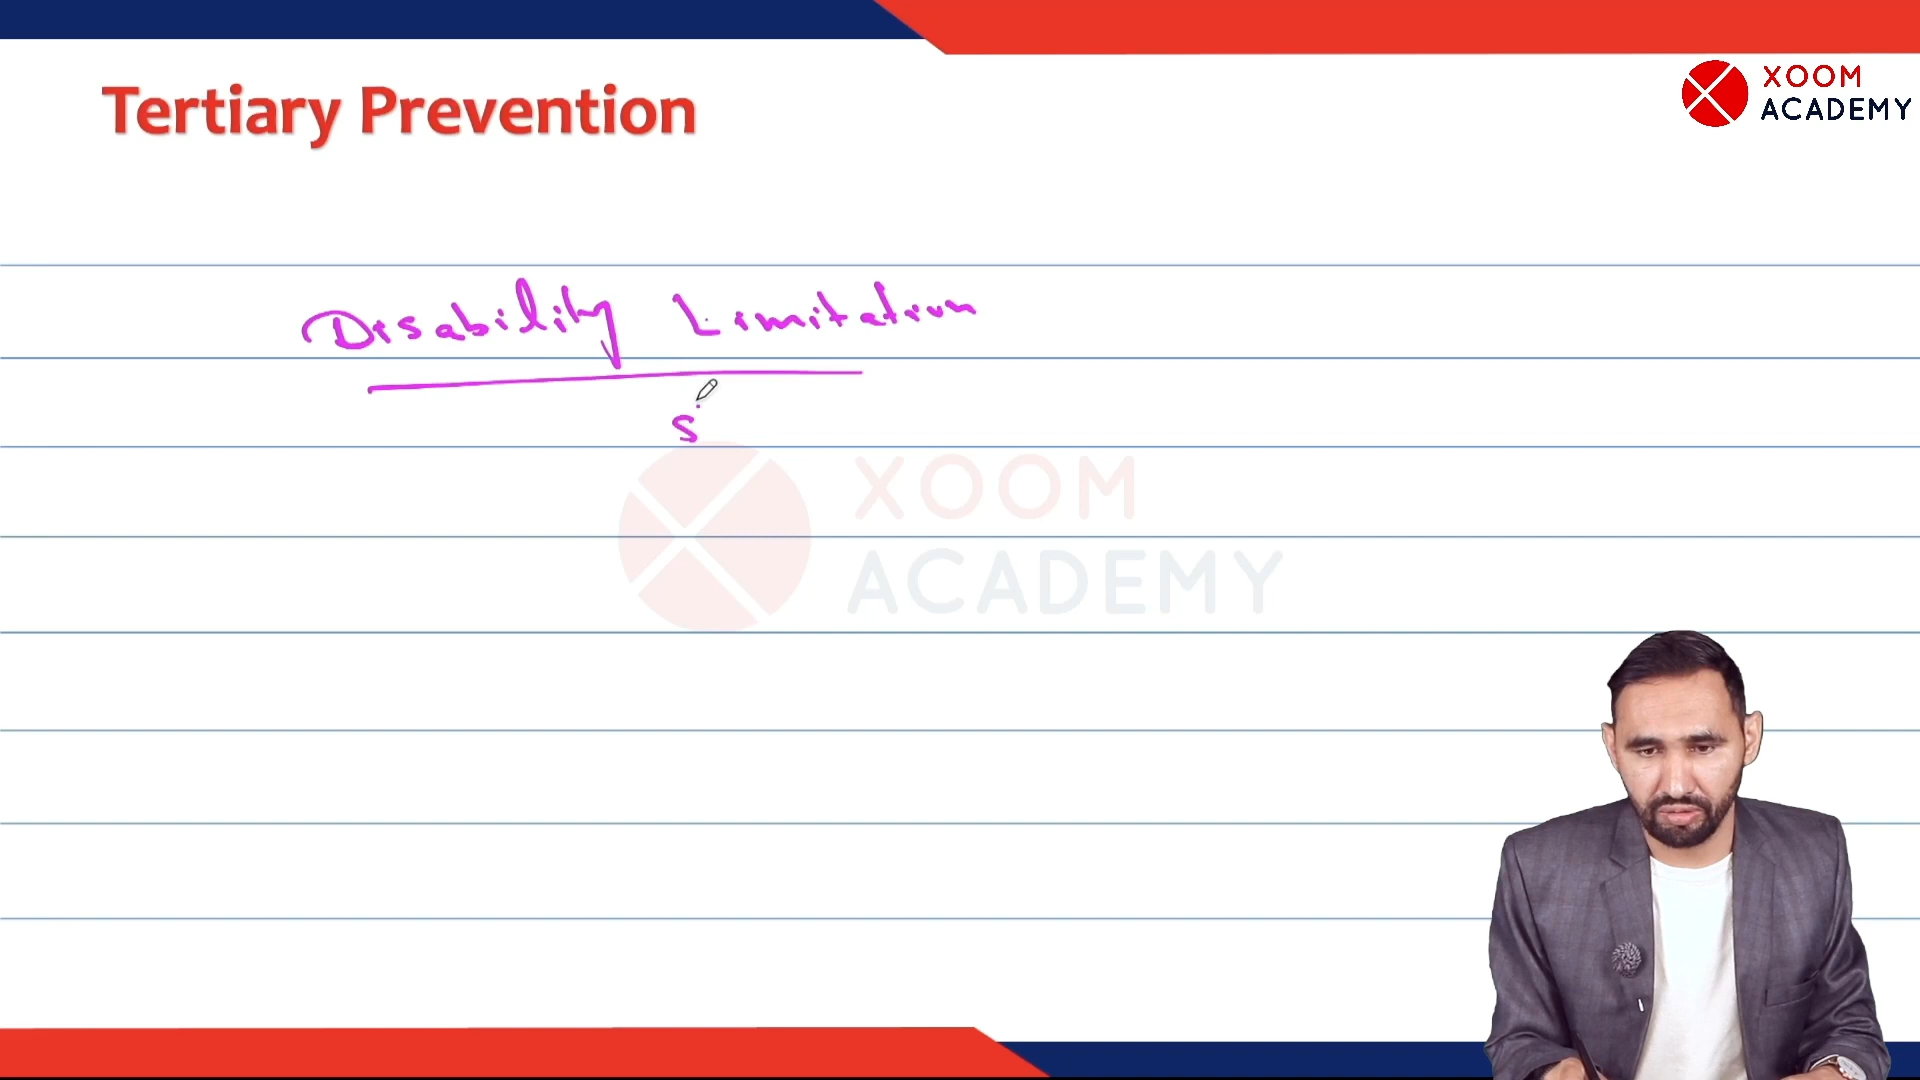 Tertiary Prevention
XOOM
ACADEMY
Disability Limitation
s
XOOM
ACADEMY